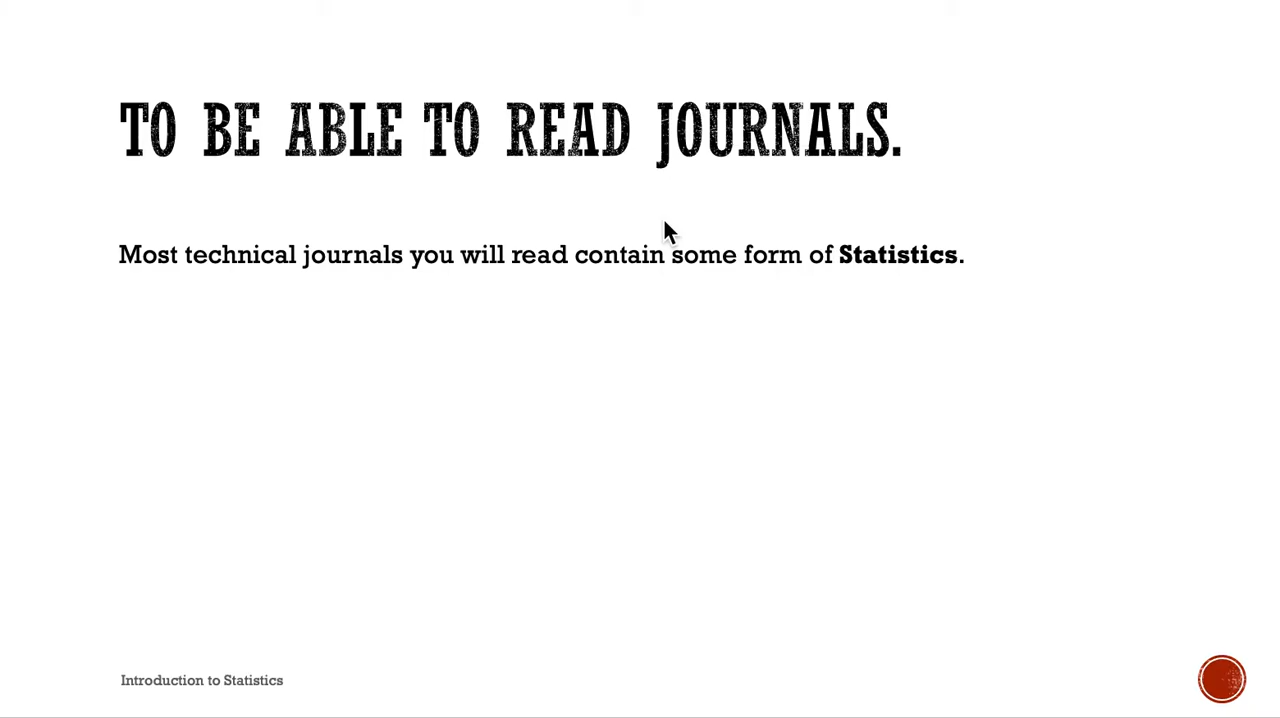 TO BE ABLE TO READ JOURNALS.
Most technical journals you will read contain some form of Statistics.
Introduction to Statistics